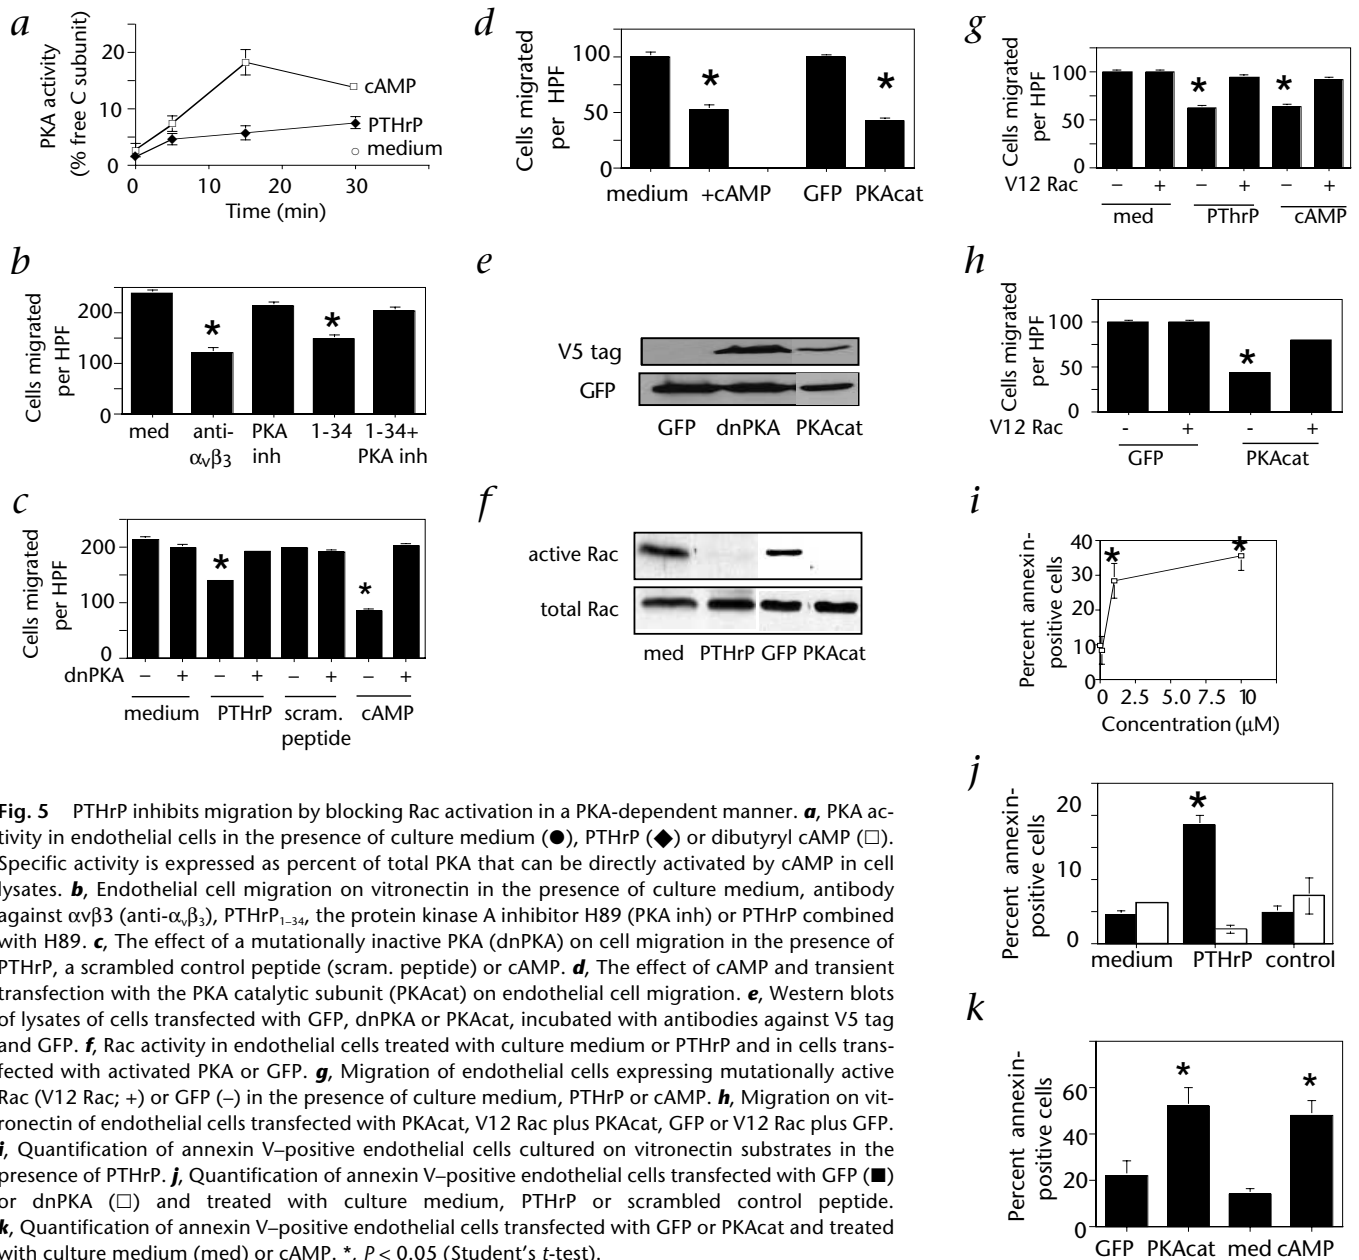 a
PKA activity
(% free C subunit)
20
10
0
cAMP
PTHrP
medium
0 10 20 30
Time (min)
b
Cells migrated
per HPF
200
100
0
*
*
med anti-αvβ3 PKA inh 1-34 1-34+ PKA inh
c
Cells migrated
per HPF
200
100
0
*
*
dnPKA – + – + – + – +
medium PTHrP scram. peptide cAMP
d
Cells migrated
per HPF
100
50
0
*
*
medium +cAMP GFP PKAcat
e
V5 tag
GFP
GFP dnPKA PKAcat
f
active Rac
total Rac
med PTHrP GFP PKAcat
g
Cells migrated
per HPF
100
50
0
*
*
V12 Rac – + – + – +
med PThrP cAMP
h
Cells migrated
per HPF
100
50
0
*
V12 Rac - + - +
GFP PKAcat
i
Percent annexin-
positive cells
40
30
20
10
0
*
*
0 2.5 5.0 7.5 10
Concentration (μM)
j
Percent annexin-
positive cells
20
10
0
*
medium PTHrP control
k
Percent annexin-
positive cells
60
40
20
0
*
*
GFP PKAcat med cAMP
Fig. 5 PTHrP inhibits migration by blocking Rac activation in a PKA-dependent manner. a, PKA ac-
tivity in endothelial cells in the presence of culture medium (●), PTHrP (◆) or dibutyryl cAMP (□).
Specific activity is expressed as percent of total PKA that can be directly activated by cAMP in cell
lysates. b, Endothelial cell migration on vitronectin in the presence of culture medium, antibody
against αvβ3 (anti-αvβ3), PTHrP1–34, the protein kinase A inhibitor H89 (PKA inh) or PTHrP combined
with H89. c, The effect of a mutationally inactive PKA (dnPKA) on cell migration in the presence of
PTHrP, a scrambled control peptide (scram. peptide) or cAMP. d, The effect of cAMP and transient
transfection with the PKA catalytic subunit (PKAcat) on endothelial cell migration. e, Western blots
of lysates of cells transfected with GFP, dnPKA or PKAcat, incubated with antibodies against V5 tag
and GFP. f, Rac activity in endothelial cells treated with culture medium or PTHrP and in cells trans-
fected with activated PKA or GFP. g, Migration of endothelial cells expressing mutationally active
Rac (V12 Rac; +) or GFP (–) in the presence of culture medium, PTHrP or cAMP. h, Migration on vit-
ronectin of endothelial cells transfected with PKAcat, V12 Rac plus PKAcat, GFP or V12 Rac plus GFP.
i, Quantification of annexin V–positive endothelial cells cultured on vitronectin substrates in the
presence of PTHrP. j, Quantification of annexin V–positive endothelial cells transfected with GFP (■)
or dnPKA (□) and treated with culture medium, PTHrP or scrambled control peptide.
k, Quantification of annexin V–positive endothelial cells transfected with GFP or PKAcat and treated
with culture medium (med) or cAMP. *, P < 0.05 (Student's t-test).